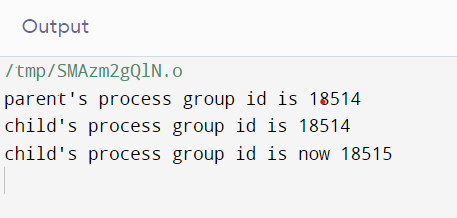 Output
/tmp/SMAzm2gQlN.o
parent's process group id is 18514
child's process group id is 18514
child's process group id is now 18515